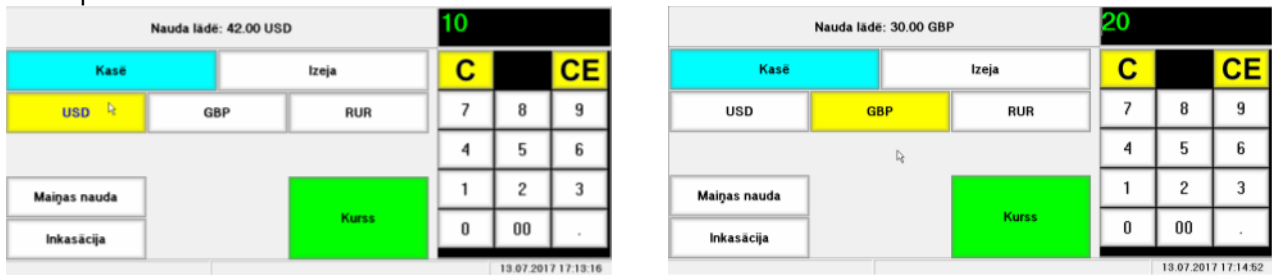 Nauda lādē: 42.00 USD
10
Kasē
Izeja
C
CE
USD
GBP
RUR
7
8
9
4
5
6
Maiņas nauda
Kurss
1
2
3
Inkasācija
0
00
.
13.07.2017 17:13:16
Nauda lādē: 30.00 GBP
20
Kasē
Izeja
C
CE
USD
GBP
RUR
7
8
9
4
5
6
Maiņas nauda
Kurss
1
2
3
Inkasācija
0
00
.
13.07.2017 17:14:52